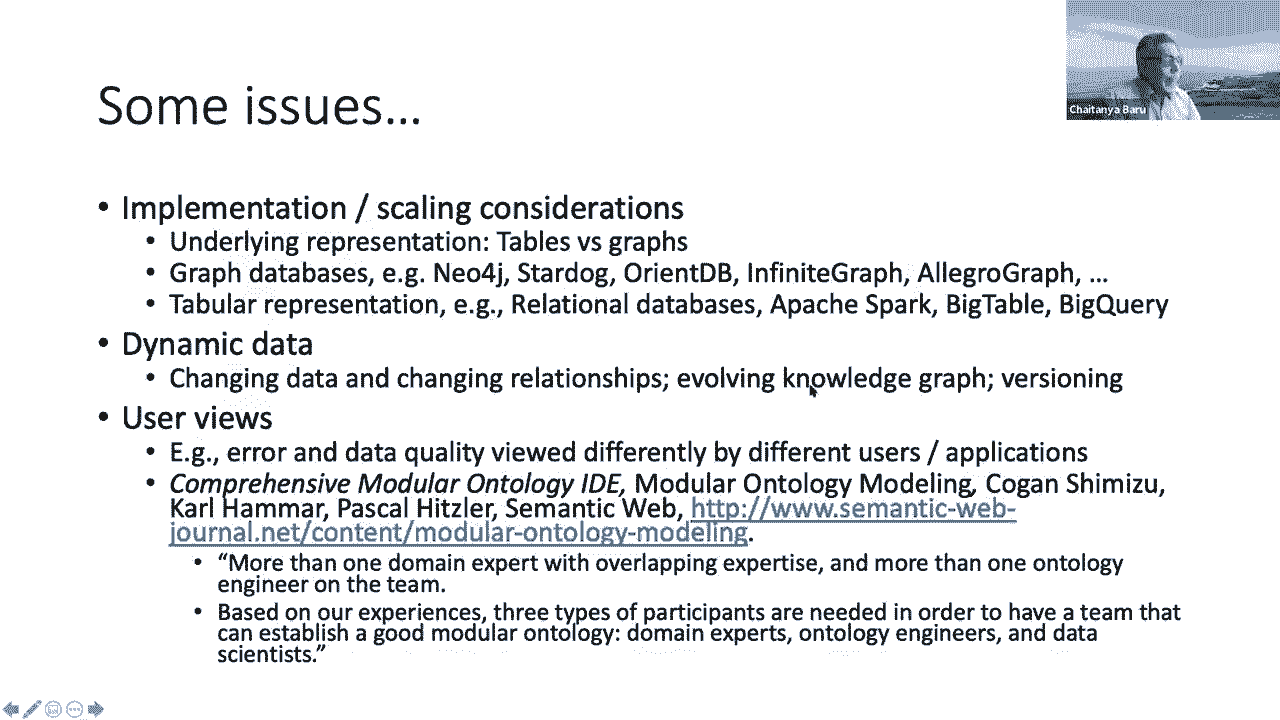 Chaitanya Baru
Some issues...
• Implementation / scaling considerations
• Underlying representation: Tables vs graphs
• Graph databases, e.g. Neo4j, Stardog, OrientDB, InfiniteGraph, AllegroGraph, ...
• Tabular representation, e.g., Relational databases, Apache Spark, BigTable, BigQuery
• Dynamic data
• Changing data and changing relationships; evolving knowledge graph; versioning
• User views
• E.g., error and data quality viewed differently by different users / applications
• Comprehensive Modular Ontology IDE, Modular Ontology Modeling, Cogan Shimizu,
Karl Hammar, Pascal Hitzler, Semantic Web, http://www.semantic-web-
journal.net/content/modular-ontology-modeling.
• “More than one domain expert with overlapping expertise, and more than one ontology
engineer on the team.
• Based on our experiences, three types of participants are needed in order to have a team that
can establish a good modular ontology: domain experts, ontology engineers, and data
scientists.”